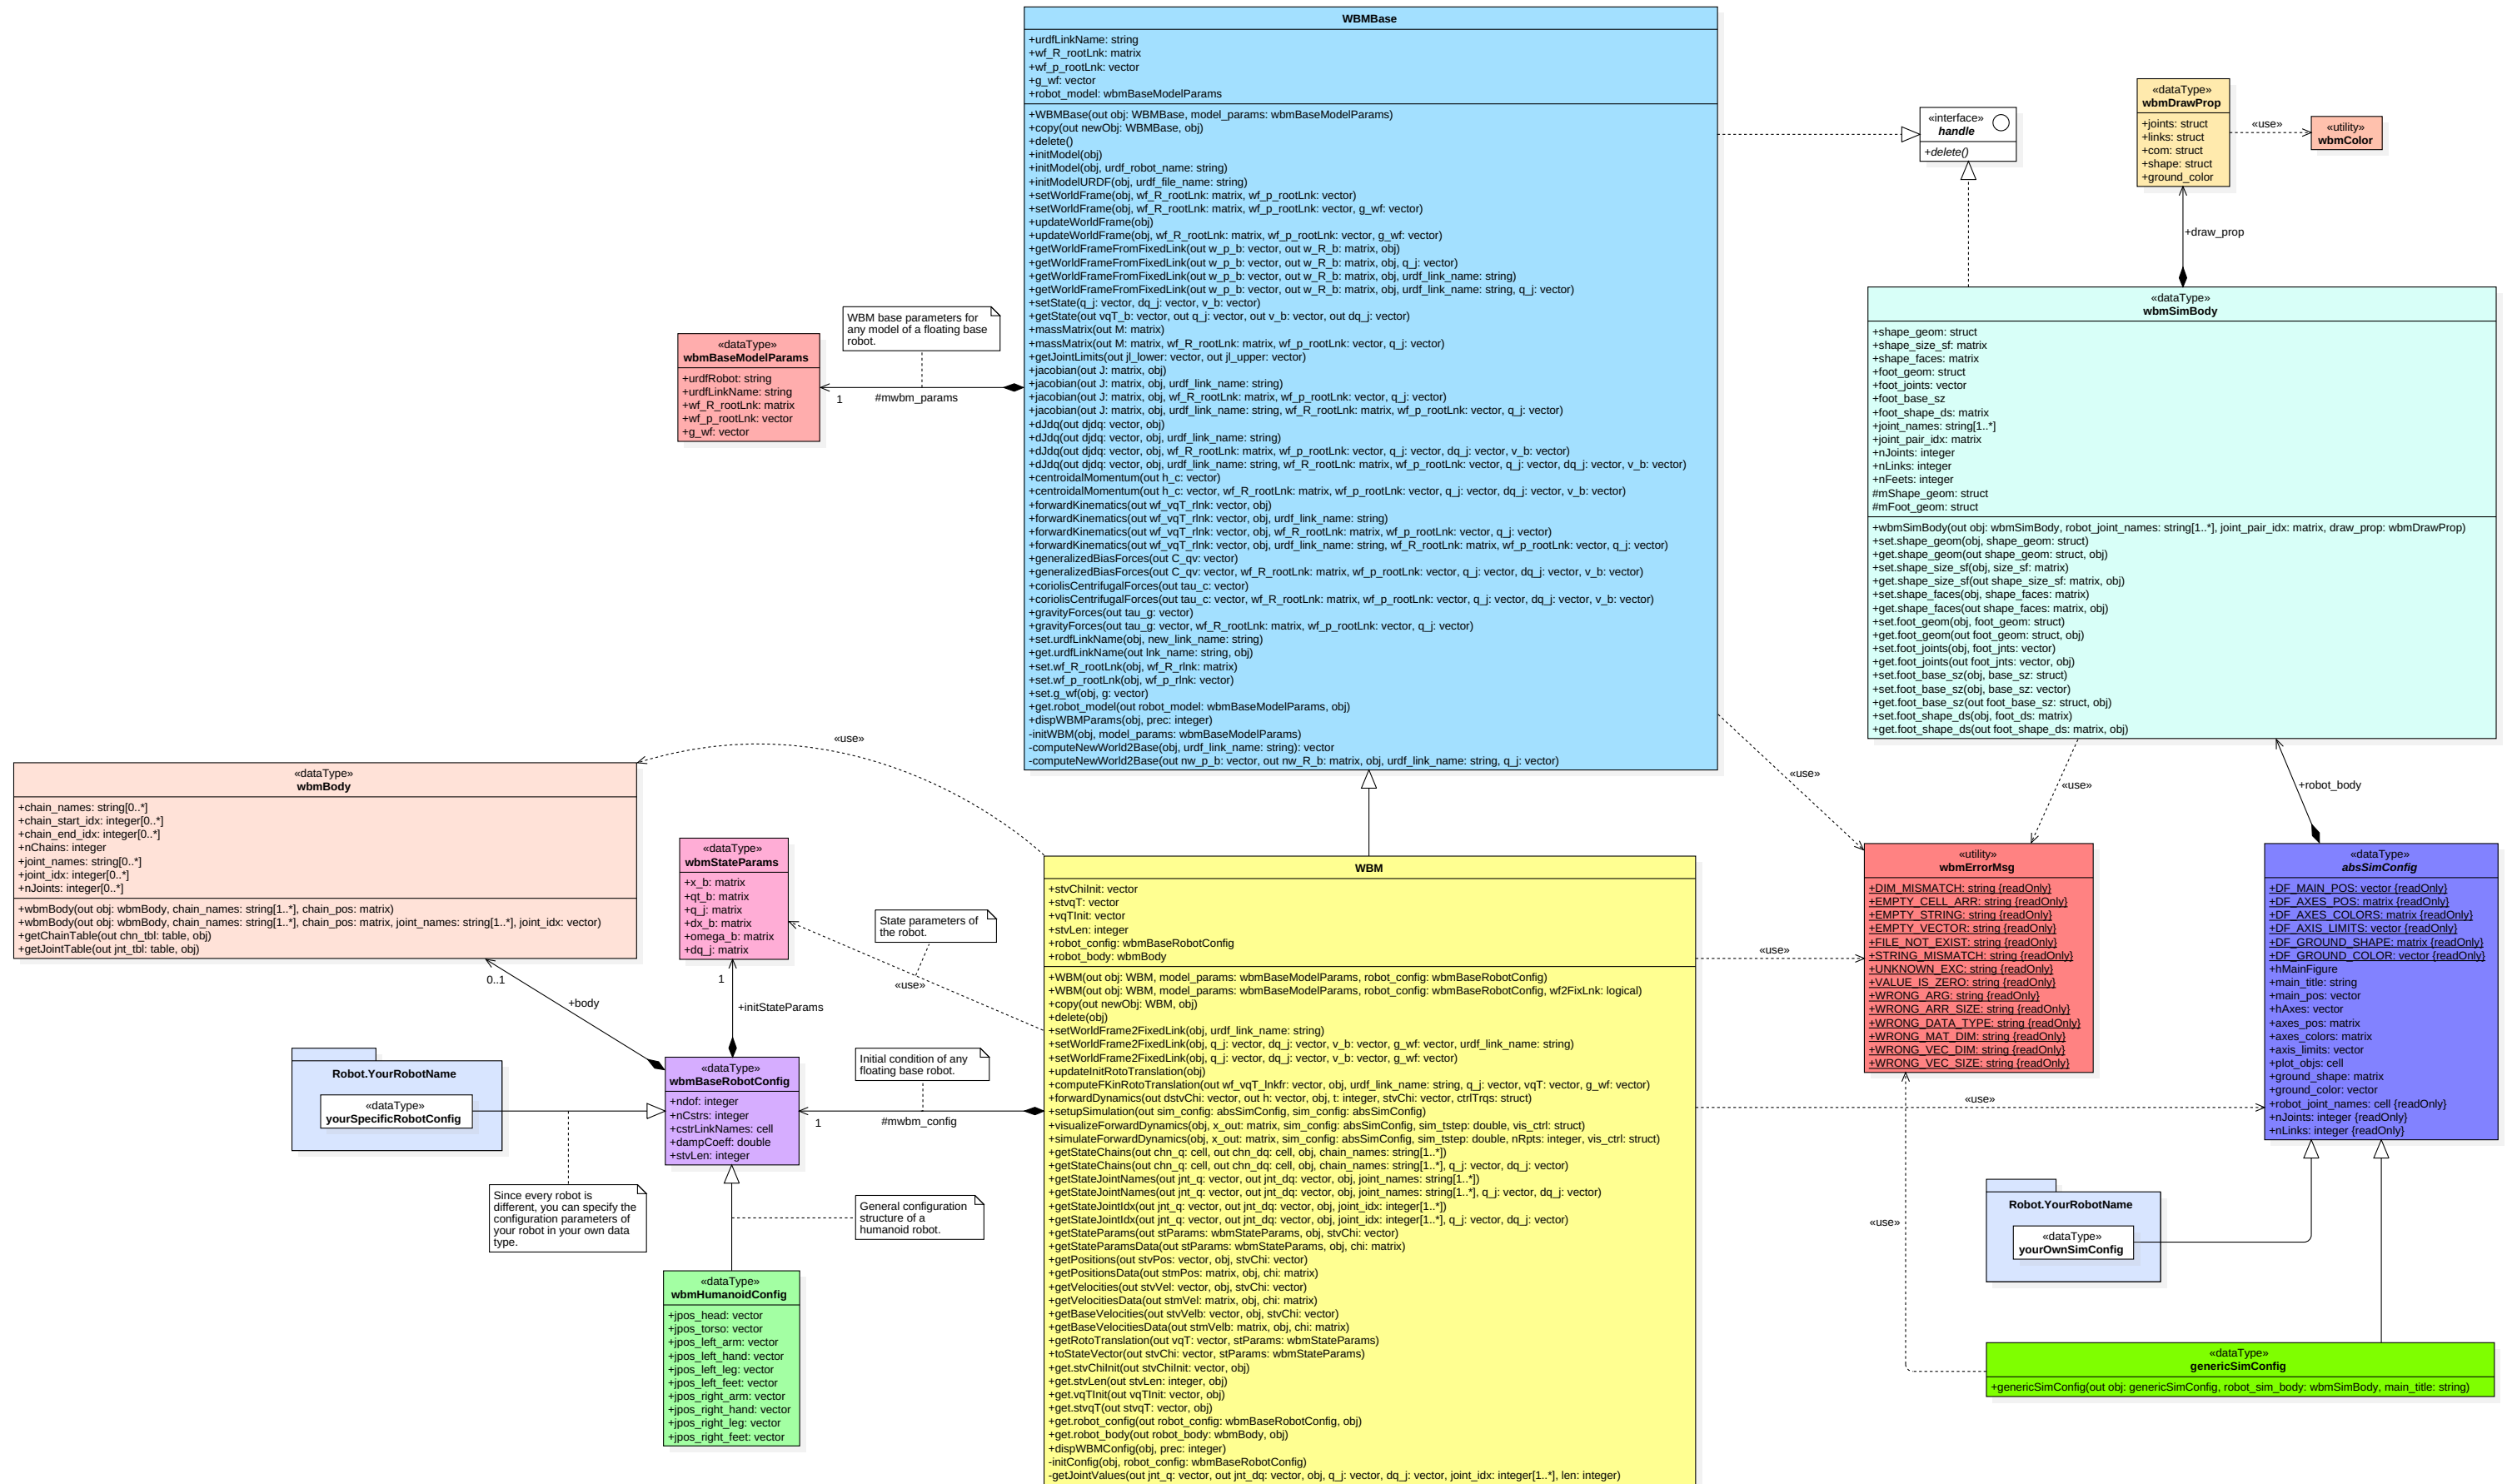 WBMBase
+urdfLinkName: string
+wf_R_rootLnk: matrix
+wf_p_rootLnk: vector
+g_wf: vector
+robot_model: wbmBaseModelParams
+WBMBase(out obj: WBMBase, model_params: wbmBaseModelParams)
+copy(out newObj: WBMBase, obj)
+delete()
+initModel(obj)
+initModel(obj, urdf_robot_name: string)
+initModelURDF(obj, urdf_file_name: string)
+setWorldFrame(obj, wf_R_rootLnk: matrix, wf_p_rootLnk: vector)
+setWorldFrame(obj, wf_R_rootLnk: matrix, wf_p_rootLnk: vector, g_wf: vector)
+updateWorldFrame(obj)
+updateWorldFrame(obj, wf_R_rootLnk: matrix, wf_p_rootLnk: vector, g_wf: vector)
+getWorldFrameFromFixedLink(out w_p_b: vector, out w_R_b: matrix, obj)
+getWorldFrameFromFixedLink(out w_p_b: vector, out w_R_b: matrix, obj, q_j: vector)
+getWorldFrameFromFixedLink(out w_p_b: vector, out w_R_b: matrix, obj, urdf_link_name: string)
+getWorldFrameFromFixedLink(out w_p_b: vector, out w_R_b: matrix, obj, urdf_link_name: string, q_j: vector)
+setState(q_j: vector, dq_j: vector, v_b: vector)
+getState(out vqT_b: vector, out q_j: vector, out v_b: vector, out dq_j: vector)
+massMatrix(out M: matrix)
+massMatrix(out M: matrix, wf_R_rootLnk: matrix, wf_p_rootLnk: vector, q_j: vector)
+getJointLimits(out jl_lower: vector, out jl_upper: vector)
+jacobian(out J: matrix, obj)
+jacobian(out J: matrix, obj, urdf_link_name: string)
+jacobian(out J: matrix, obj, wf_R_rootLnk: matrix, wf_p_rootLnk: vector, q_j: vector)
+jacobian(out J: matrix, obj, urdf_link_name: string, wf_R_rootLnk: matrix, wf_p_rootLnk: vector, q_j: vector)
+dJdq(out djdq: vector, obj)
+dJdq(out djdq: vector, obj, urdf_link_name: string)
+dJdq(out djdq: vector, obj, wf_R_rootLnk: matrix, wf_p_rootLnk: vector, q_j: vector, dq_j: vector, v_b: vector)
+dJdq(out djdq: vector, obj, urdf_link_name: string, wf_R_rootLnk: matrix, wf_p_rootLnk: vector, q_j: vector, dq_j: vector, v_b: vector)
+centroidalMomentum(out h_c: vector)
+centroidalMomentum(out h_c: vector, wf_R_rootLnk: matrix, wf_p_rootLnk: vector, q_j: vector, dq_j: vector, v_b: vector)
+forwardKinematics(out wf_vqT_rlnk: vector, obj)
+forwardKinematics(out wf_vqT_rlnk: vector, obj, urdf_link_name: string)
+forwardKinematics(out wf_vqT_rlnk: vector, obj, wf_R_rootLnk: matrix, wf_p_rootLnk: vector, q_j: vector)
+forwardKinematics(out wf_vqT_rlnk: vector, obj, urdf_link_name: string, wf_R_rootLnk: matrix, wf_p_rootLnk: vector, q_j: vector)
+generalizedBiasForces(out C_qv: vector)
+generalizedBiasForces(out C_qv: vector, wf_R_rootLnk: matrix, wf_p_rootLnk: vector, q_j: vector, dq_j: vector, v_b: vector)
+coriolisCentrifugalForces(out tau_c: vector)
+coriolisCentrifugalForces(out tau_c: vector, wf_R_rootLnk: matrix, wf_p_rootLnk: vector, q_j: vector, dq_j: vector, v_b: vector)
+gravityForces(out tau_g: vector)
+gravityForces(out tau_g: vector, wf_R_rootLnk: matrix, wf_p_rootLnk: vector, q_j: vector)
+set.urdfLinkName(obj, new_link_name: string)
+get.urdfLinkName(out lnk_name: string, obj)
+set.wf_R_rootLnk(obj, wf_R_rlnk: matrix)
+set.wf_p_rootLnk(obj, wf_p_rlnk: vector)
+set.g_wf(obj, g: vector)
+get.robot_model(out robot_model: wbmBaseModelParams, obj)
+dispWBMParams(obj, prec: integer)
-initWBM(obj, model_params: wbmBaseModelParams)
-computeNewWorld2Base(obj, urdf_link_name: string): vector
-computeNewWorld2Base(out nw_p_b: vector, out nw_R_b: matrix, obj, urdf_link_name: string, q_j: vector)
«interface»
handle
+delete()
«dataType»
wbmDrawProp
+joints: struct
+links: struct
+com: struct
+shape: struct
+ground_color
«use»
«utility»
wbmColor
+draw_prop
«dataType»
wbmSimBody
+shape_geom: struct
+shape_size_sf: matrix
+shape_faces: matrix
+foot_geom: struct
+foot_joints: vector
+foot_base_sz
+foot_shape_ds: matrix
+joint_names: string[1..*]
+joint_pair_idx: matrix
+nJoints: integer
+nLinks: integer
+nFeets: integer
#mShape_geom: struct
#mFoot_geom: struct
+wbmSimBody(out obj: wbmSimBody, robot_joint_names: string[1..*], joint_pair_idx: matrix, draw_prop: wbmDrawProp)
+set.shape_geom(obj, shape_geom: struct)
+get.shape_geom(out shape_geom: struct, obj)
+set.shape_size_sf(obj, size_sf: matrix)
+get.shape_size_sf(out shape_size_sf: matrix, obj)
+set.shape_faces(obj, shape_faces: matrix)
+get.shape_faces(out shape_faces: matrix, obj)
+set.foot_geom(obj, foot_geom: struct)
+get.foot_geom(out foot_geom: struct, obj)
+set.foot_joints(obj, foot_jnts: vector)
+get.foot_joints(out foot_jnts: vector, obj)
+set.foot_base_sz(obj, base_sz: struct)
+set.foot_base_sz(obj, base_sz: vector)
+get.foot_base_sz(out foot_base_sz: struct, obj)
+set.foot_shape_ds(obj, foot_ds: matrix)
+get.foot_shape_ds(out foot_shape_ds: matrix, obj)
WBM base parameters for
any model of a floating base
robot.
«dataType»
wbmBaseModelParams
+urdfRobot: string
+urdfLinkName: string
+wf_R_rootLnk: matrix
+wf_p_rootLnk: vector
+g_wf: vector
1
#mwbm_params
«use»
«use»
«use»
+robot_body
«dataType»
wbmBody
+chain_names: string[0..*]
+chain_start_idx: integer[0..*]
+chain_end_idx: integer[0..*]
+nChains: integer
+joint_names: string[0..*]
+joint_idx: integer[0..*]
+nJoints: integer[0..*]
+wbmBody(out obj: wbmBody, chain_names: string[1..*], chain_pos: matrix)
+wbmBody(out obj: wbmBody, chain_names: string[1..*], chain_pos: matrix, joint_names: string[1..*], joint_idx: vector)
+getChainTable(out chn_tbl: table, obj)
+getJointTable(out jnt_tbl: table, obj)
0..1
+body
«dataType»
wbmStateParams
+x_b: matrix
+qt_b: matrix
+q_j: matrix
+dx_b: matrix
+omega_b: matrix
+dq_j: matrix
1
+initStateParams
State parameters of
the robot.
«use»
WBM
+stvChiInit: vector
+stvqT: vector
+vqTInit: vector
+stvLen: integer
+robot_config: wbmBaseRobotConfig
+robot_body: wbmBody
+WBM(out obj: WBM, model_params: wbmBaseModelParams, robot_config: wbmBaseRobotConfig)
+WBM(out obj: WBM, model_params: wbmBaseModelParams, robot_config: wbmBaseRobotConfig, wf2FixLnk: logical)
+copy(out newObj: WBM, obj)
+delete(obj)
+setWorldFrame2FixedLink(obj, urdf_link_name: string)
+setWorldFrame2FixedLink(obj, q_j: vector, dq_j: vector, v_b: vector, g_wf: vector, urdf_link_name: string)
+setWorldFrame2FixedLink(obj, q_j: vector, dq_j: vector, v_b: vector, g_wf: vector)
+updateInitRotoTranslation(obj)
+computeFKinRotoTranslation(out wf_vqT_lnkfr: vector, obj, urdf_link_name: string, q_j: vector, vqT: vector, g_wf: vector)
+forwardDynamics(out dstvChi: vector, out h: vector, obj, t: integer, stvChi: vector, ctrlTrqs: struct)
+setupSimulation(out sim_config: absSimConfig, sim_config: absSimConfig)
+visualizeForwardDynamics(obj, x_out: matrix, sim_config: absSimConfig, sim_tstep: double, vis_ctrl: struct)
+simulateForwardDynamics(obj, x_out: matrix, sim_config: absSimConfig, sim_tstep: double, nRpts: integer, vis_ctrl: struct)
+getStateChains(out chn_q: cell, out chn_dq: cell, obj, chain_names: string[1..*])
+getStateChains(out chn_q: cell, out chn_dq: cell, obj, chain_names: string[1..*], q_j: vector, dq_j: vector)
+getStateJointNames(out jnt_q: vector, out jnt_dq: vector, obj, joint_names: string[1..*])
+getStateJointNames(out jnt_q: vector, out jnt_dq: vector, obj, joint_names: string[1..*], q_j: vector, dq_j: vector)
+getStateJointIdx(out jnt_q: vector, out jnt_dq: vector, obj, joint_idx: integer[1..*])
+getStateJointIdx(out jnt_q: vector, out jnt_dq: vector, obj, joint_idx: integer[1..*], q_j: vector, dq_j: vector)
+getStateParams(out stParams: wbmStateParams, obj, stvChi: vector)
+getStateParamsData(out stParams: wbmStateParams, obj, chi: matrix)
+getPositions(out stvPos: vector, obj, stvChi: vector)
+getPositionsData(out stmPos: matrix, obj, chi: matrix)
+getVelocities(out stvVel: vector, obj, stvChi: vector)
+getVelocitiesData(out stmVel: matrix, obj, chi: matrix)
+getBaseVelocities(out stvVelb: vector, obj, stvChi: vector)
+getBaseVelocitiesData(out stmVelb: matrix, obj, chi: matrix)
+getRotoTranslation(out vqT: vector, stParams: wbmStateParams)
+toStateVector(out stvChi: vector, stParams: wbmStateParams)
+get.stvChiInit(out stvChiInit: vector, obj)
+get.stvLen(out stvLen: integer, obj)
+get.vqTInit(out vqTInit: vector, obj)
+get.stvqT(out stvqT: vector, obj)
+get.robot_config(out robot_config: wbmBaseRobotConfig, obj)
+get.robot_body(out robot_body: wbmBody, obj)
+dispWBMConfig(obj, prec: integer)
-initConfig(obj, robot_config: wbmBaseRobotConfig)
-getJointValues(out jnt_q: vector, out jnt_dq: vector, obj, q_j: vector, dq_j: vector, joint_idx: integer[1..*], len: integer)
«use»
«utility»
wbmErrorMsg
+DIM_MISMATCH: string {readOnly}
+EMPTY_CELL_ARR: string {readOnly}
+EMPTY_STRING: string {readOnly}
+EMPTY_VECTOR: string {readOnly}
+FILE_NOT_EXIST: string {readOnly}
+STRING_MISMATCH: string {readOnly}
+UNKNOWN_EXC: string {readOnly}
+VALUE_IS_ZERO: string {readOnly}
+WRONG_ARG: string {readOnly}
+WRONG_ARR_SIZE: string {readOnly}
+WRONG_DATA_TYPE: string {readOnly}
+WRONG_MAT_DIM: string {readOnly}
+WRONG_VEC_DIM: string {readOnly}
+WRONG_VEC_SIZE: string {readOnly}
«dataType»
absSimConfig
+DF_MAIN_POS: vector {readOnly}
+DF_AXES_POS: matrix {readOnly}
+DF_AXES_COLORS: matrix {readOnly}
+DF_AXIS_LIMITS: vector {readOnly}
+DF_GROUND_SHAPE: matrix {readOnly}
+DF_GROUND_COLOR: vector {readOnly}
+hMainFigure
+main_title: string
+main_pos: vector
+hAxes: vector
+axes_pos: matrix
+axes_colors: matrix
+axis_limits: vector
+plot_objs: cell
+ground_shape: matrix
+ground_color: vector
+robot_joint_names: cell {readOnly}
+nJoints: integer {readOnly}
+nLinks: integer {readOnly}
«use»
Robot.YourRobotName
«dataType»
yourSpecificRobotConfig
«dataType»
wbmBaseRobotConfig
+ndof: integer
+nCstrs: integer
+cstrLinkNames: cell
+dampCoeff: double
+stvLen: integer
Initial condition of any
floating base robot.
1
#mwbm_config
Since every robot is
different, you can specify the
configuration parameters of
your robot in your own data
type.
General configuration
structure of a
humanoid robot.
«dataType»
wbmHumanoidConfig
+jpos_head: vector
+jpos_torso: vector
+jpos_left_arm: vector
+jpos_left_hand: vector
+jpos_left_leg: vector
+jpos_left_feet: vector
+jpos_right_arm: vector
+jpos_right_hand: vector
+jpos_right_leg: vector
+jpos_right_feet: vector
«use»
Robot.YourRobotName
«dataType»
yourOwnSimConfig
«dataType»
genericSimConfig
+genericSimConfig(out obj: genericSimConfig, robot_sim_body: wbmSimBody, main_title: string)